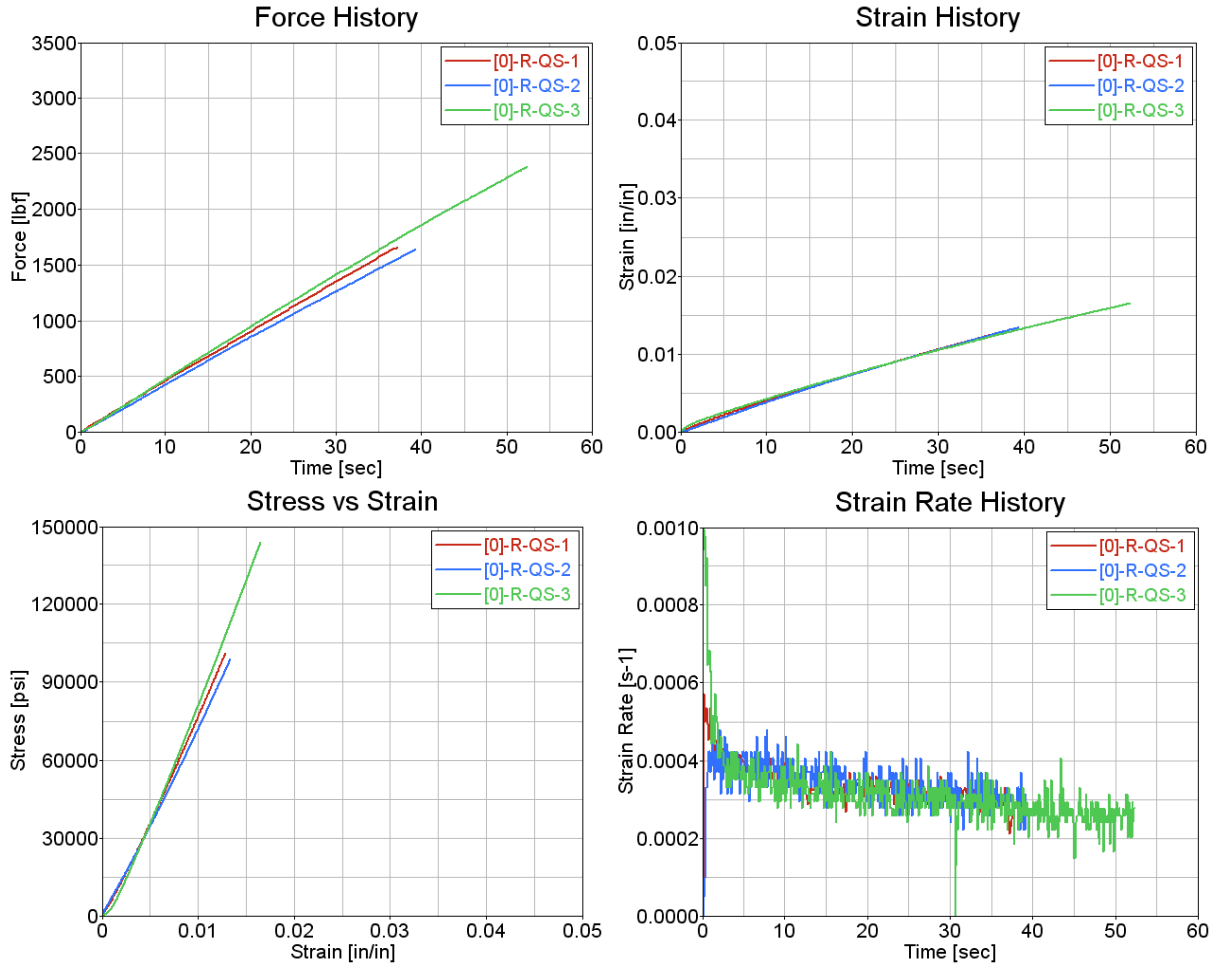 Force History
3500
3000
2500
2000
1500
1000
500
0
Force [lbf]
0 10 20 30 40 50 60
Time [sec]
[0]-R-QS-1
[0]-R-QS-2
[0]-R-QS-3
Strain History
0.05
0.04
0.03
0.02
0.01
0.00
Strain [in/in]
0 10 20 30 40 50 60
Time [sec]
[0]-R-QS-1
[0]-R-QS-2
[0]-R-QS-3
Stress vs Strain
150000
120000
90000
60000
30000
0
Stress [psi]
0 0.01 0.02 0.03 0.04 0.05
Strain [in/in]
[0]-R-QS-1
[0]-R-QS-2
[0]-R-QS-3
Strain Rate History
0.0010
0.0008
0.0006
0.0004
0.0002
0.0000
Strain Rate [s-1]
0 10 20 30 40 50 60
Time [sec]
[0]-R-QS-1
[0]-R-QS-2
[0]-R-QS-3